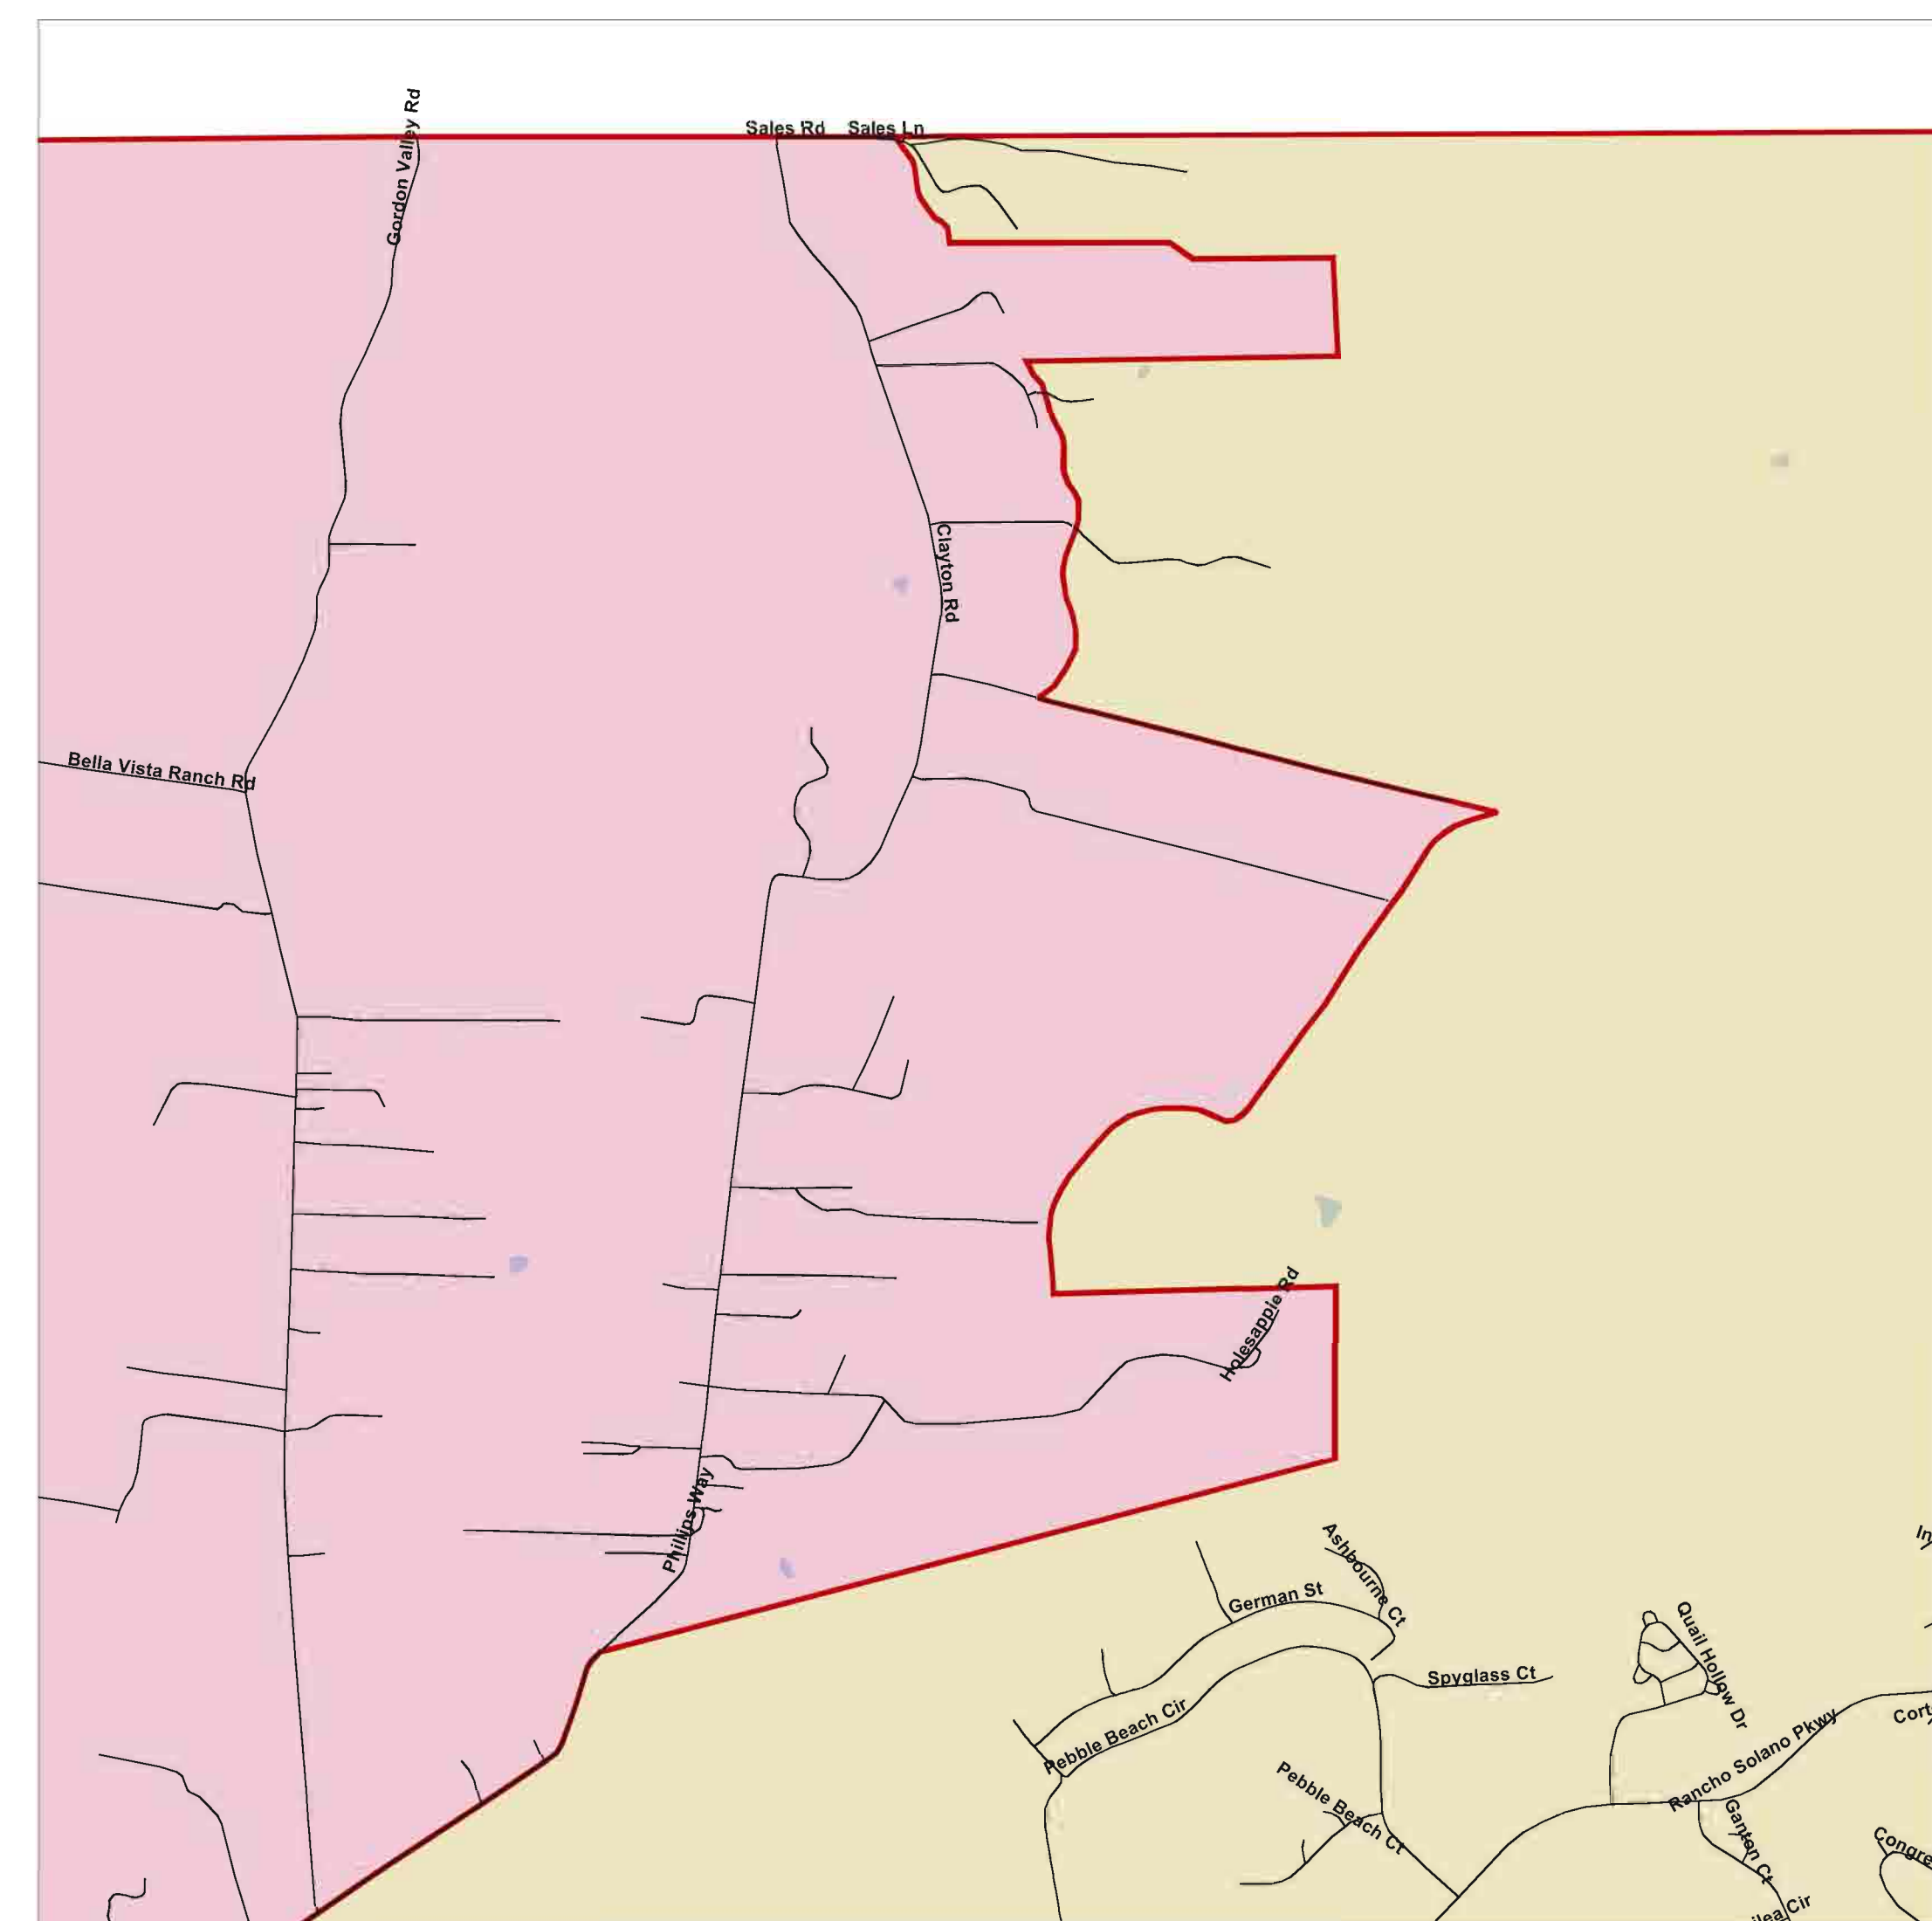 Gordon Valley Rd
Sales Rd
Sales Ln
Clayton Rd
Bella Vista Ranch Rd
Holesapple Rd
Phillips Way
Ashbourne Ct
German St
Quail Hollow Dr
Spyglass Ct
Pebble Beach Cir
Rancho Solano Pkwy
Pebble Beach Ct
Ganton Ct
Cir